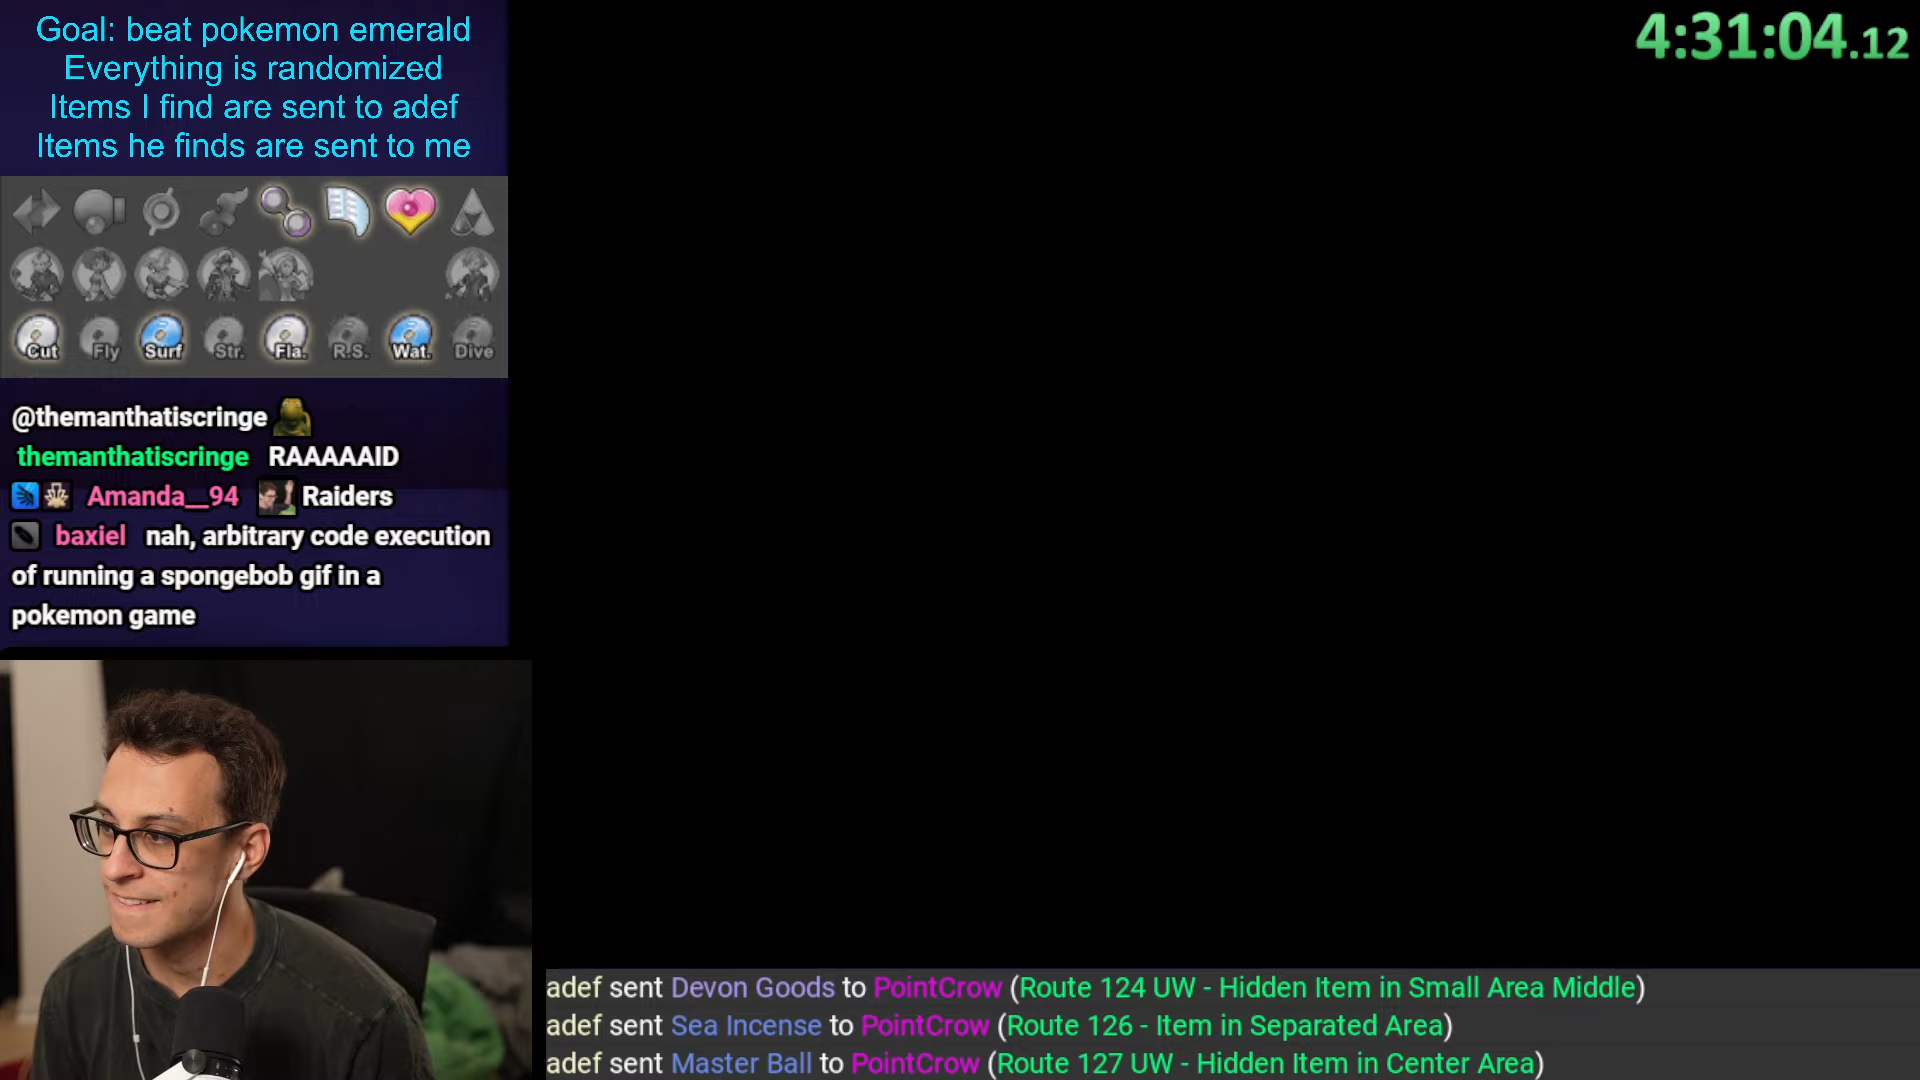 Goal: beat pokemon emerald
Everything is randomized
Items I find are sent to adef
Items he finds are sent to me
4:31:04.12
Cut Fly Surf Str. Fla. R.S. Wat. Dive
@themanthatiscringe
themanthatiscringe RAAAAAID
Amanda__94 Raiders
baxiel nah, arbitrary code execution
of running a spongebob gif in a
pokemon game
adef sent Devon Goods to PointCrow (Route 124 UW - Hidden Item in Small Area Middle)
adef sent Sea Incense to PointCrow (Route 126 - Item in Separated Area)
adef sent Master Ball to PointCrow (Route 127 UW - Hidden Item in Center Area)